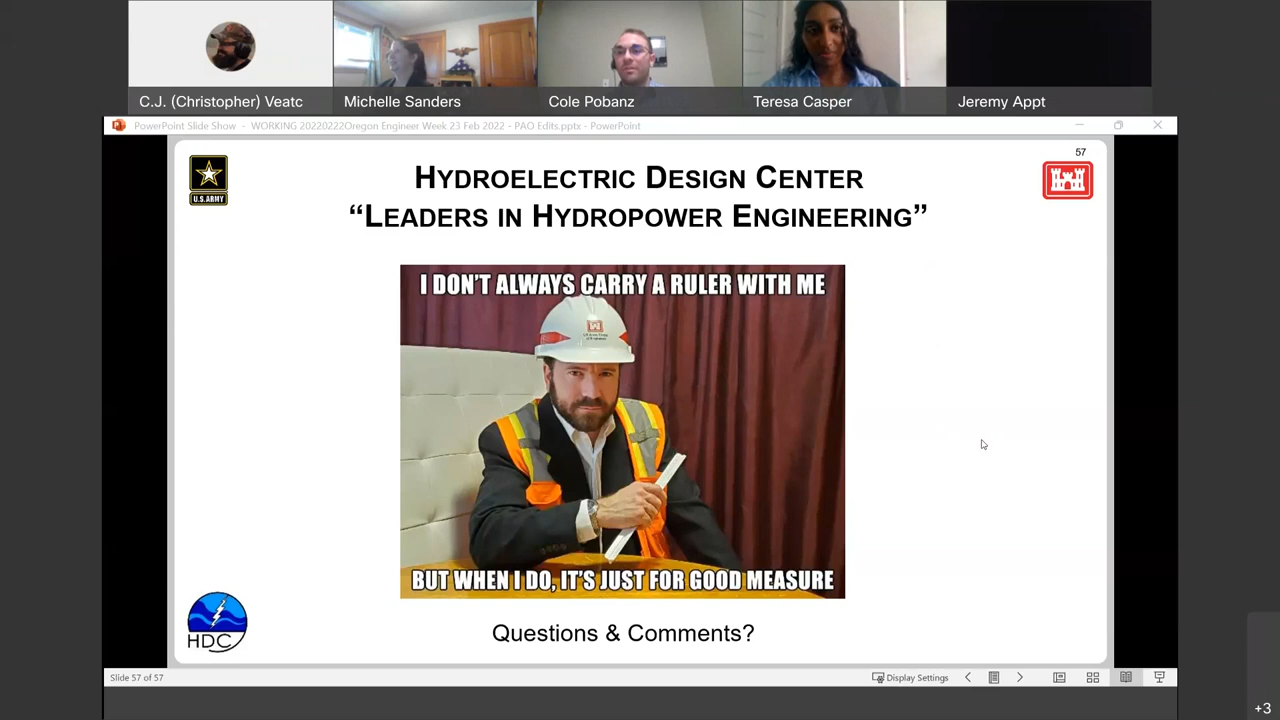 C.J. (Christopher) Veatc
Michelle Sanders
Cole Pobanz
Teresa Casper
Jeremy Appt
PowerPoint Slide Show - WORKING 20220222Oregon Engineer Week 23 Feb 2022 - PAO Edits.pptx - PowerPoint
57
U.S.ARMY
HYDROELECTRIC DESIGN CENTER
“LEADERS IN HYDROPOWER ENGINEERING”
I DON'T ALWAYS CARRY A RULER WITH ME
BUT WHEN I DO, IT'S JUST FOR GOOD MEASURE
HDC
Questions & Comments?
Slide 57 of 57
Display Settings
+3